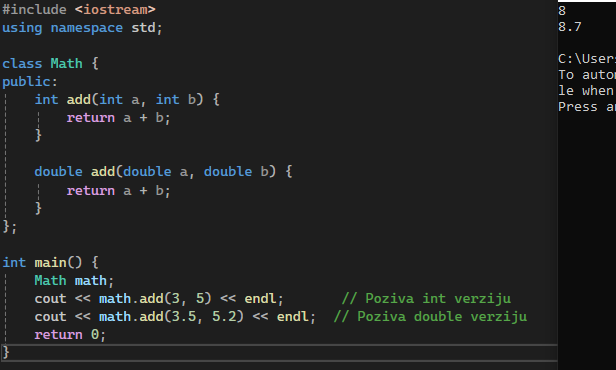 #include <iostream>
using namespace std;
class Math {
public:
    int add(int a, int b) {
        return a + b;
    }
    double add(double a, double b) {
        return a + b;
    }
};
int main() {
    Math math;
    cout << math.add(3, 5) << endl;       // Poziva int verziju
    cout << math.add(3.5, 5.2) << endl;  // Poziva double verziju
    return 0;
}
8
8.7
C:\Users
To auto
le when
Press a